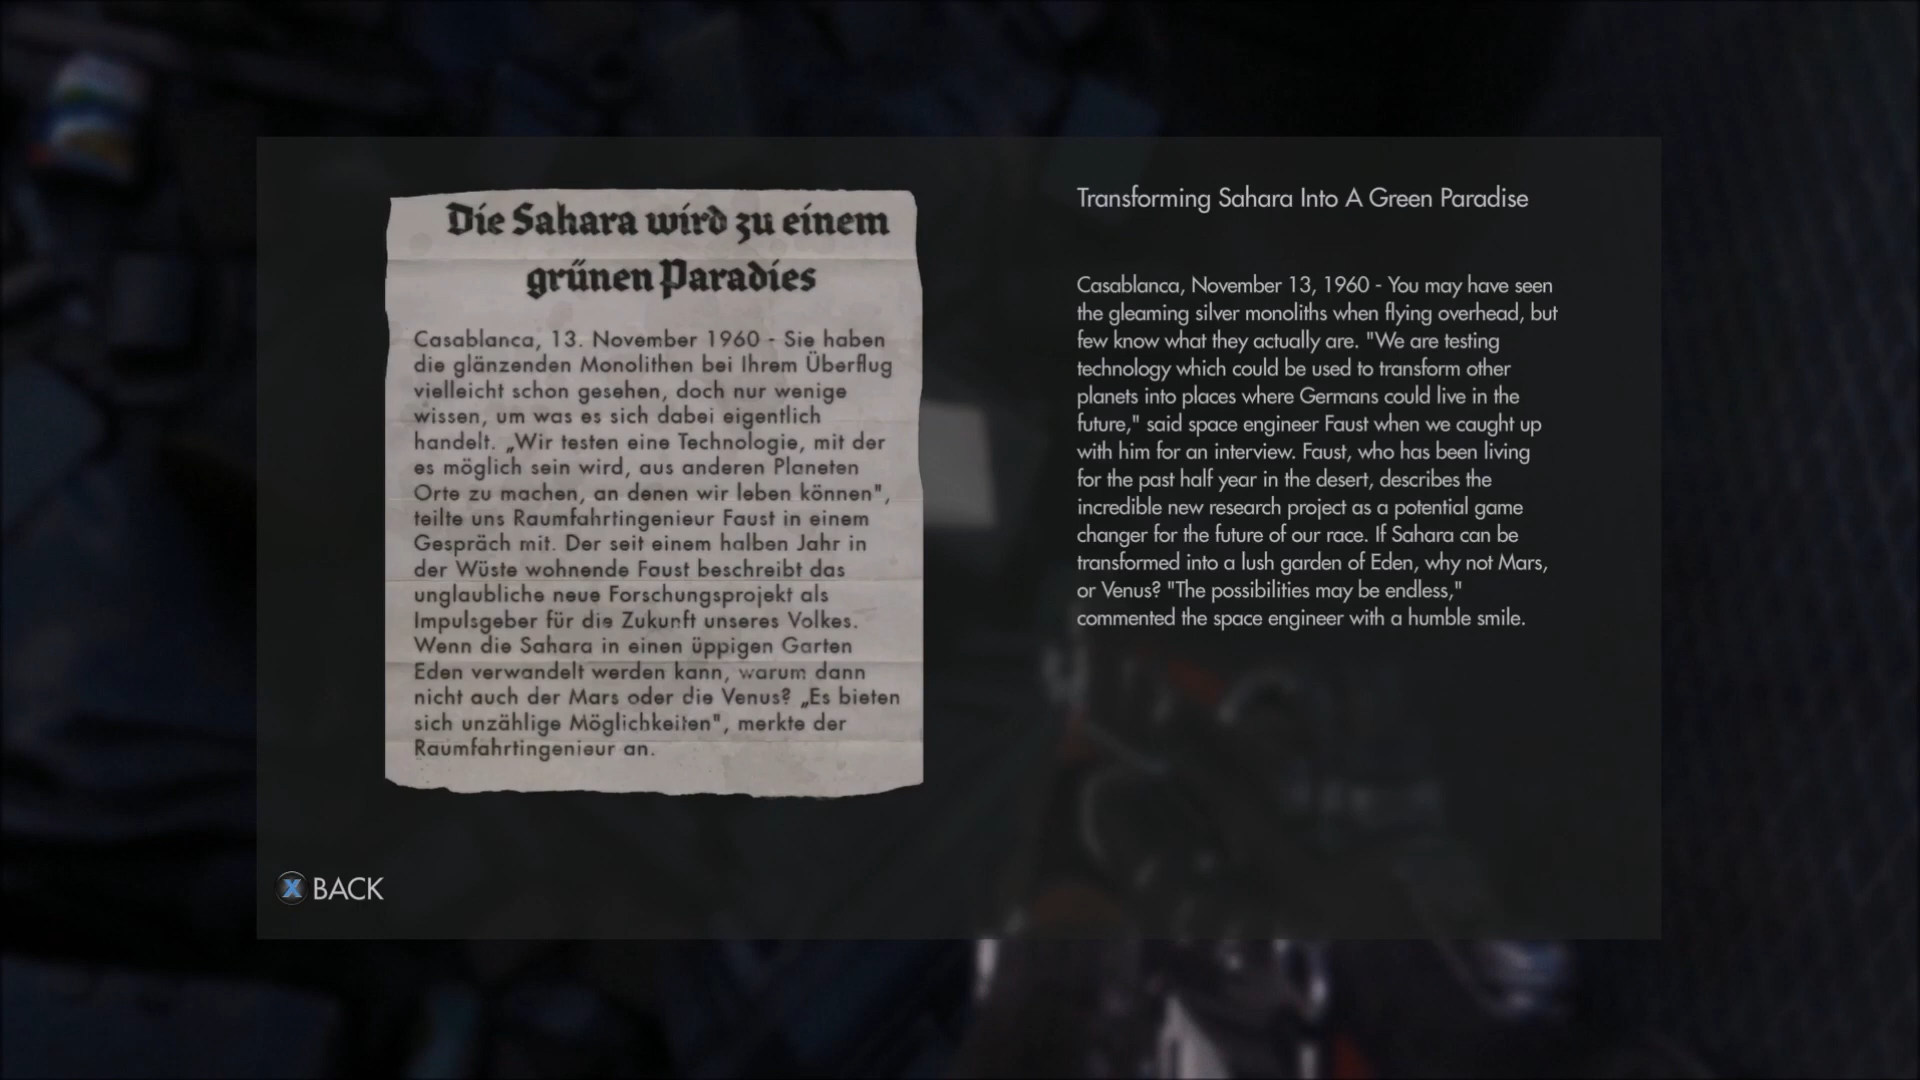 Die Sahara wird zu einem
grünen Paradies
Casablanca, 13. November 1960 - Sie haben
die glänzenden Monolithen bei Ihrem Überflug
vielleicht schon gesehen, doch nur wenige
wissen, um was es sich dabei eigentlich
handelt. „Wir testen eine Technologie, mit der
es möglich sein wird, aus anderen Planeten
Orte zu machen, an denen wir leben können",
teilte uns Raumfahrtingenieur Faust in einem
Gespräch mit. Der seit einem halben Jahr in
der Wüste wohnende Faust beschreibt das
unglaubliche neue Forschungsprojekt als
Impulsgeber für die Zukunft unseres Volkes.
Wenn die Sahara in einen üppigen Garten
Eden verwandelt werden kann, warum dann
nicht auch der Mars oder die Venus? „Es bieten
sich unzählige Möglichkeiten", merkte der
Raumfahrtingenieur an.
Transforming Sahara Into A Green Paradise
Casablanca, November 13, 1960 - You may have seen
the gleaming silver monoliths when flying overhead, but
few know what they actually are. "We are testing
technology which could be used to transform other
planets into places where Germans could live in the
future," said space engineer Faust when we caught up
with him for an interview. Faust, who has been living
for the past half year in the desert, describes the
incredible new research project as a potential game
changer for the future of our race. If Sahara can be
transformed into a lush garden of Eden, why not Mars,
or Venus? "The possibilities may be endless,"
commented the space engineer with a humble smile.
X BACK